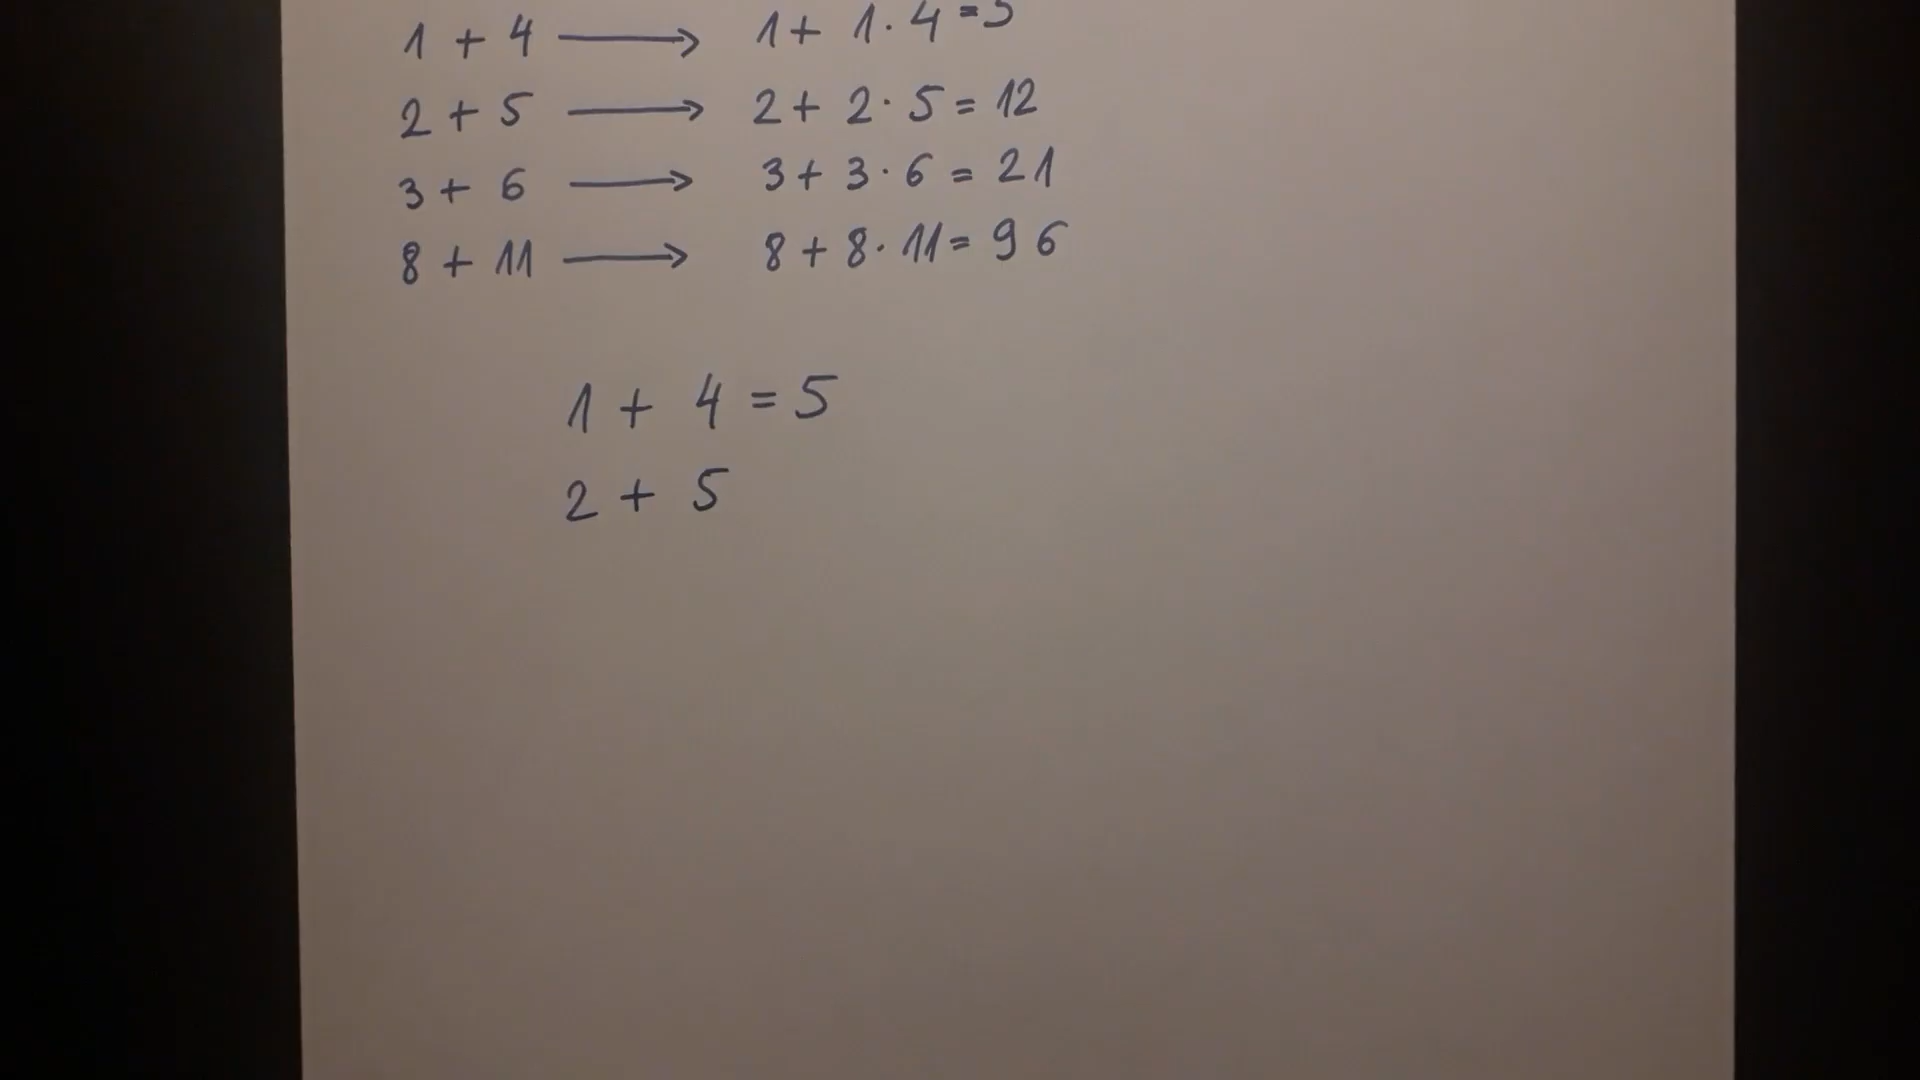 1 + 4 ⟶ 1 + 1 · 4 = 5
2 + 5 ⟶ 2 + 2 · 5 = 12
3 + 6 ⟶ 3 + 3 · 6 = 21
8 + 11 ⟶ 8 + 8 · 11 = 96
1 + 4 = 5
2 + 5